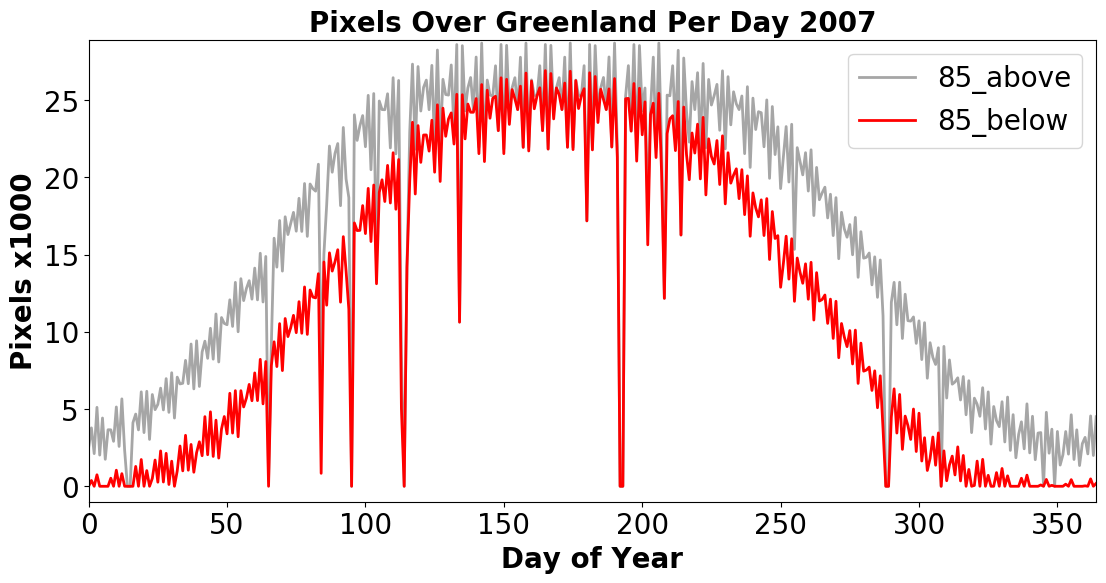 Pixels Over Greenland Per Day 2007
85_above
85_below
Pixels x1000
25
20
15
10
5
0
0 50 100 150 200 250 300 350
Day of Year